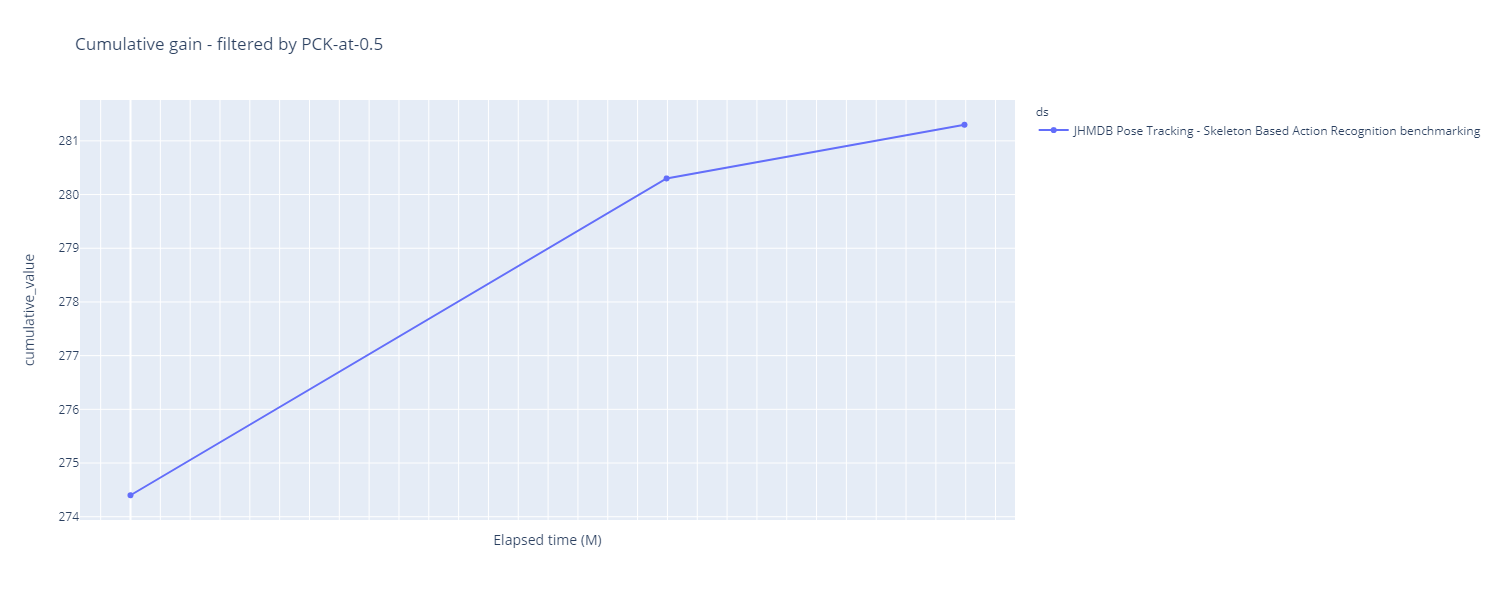 Cumulative gain - filtered by PCK-at-0.5
ds
JHMDB Pose Tracking - Skeleton Based Action Recognition benchmarking
281
280
279
278
277
276
275
274
cumulative_value
Elapsed time (M)